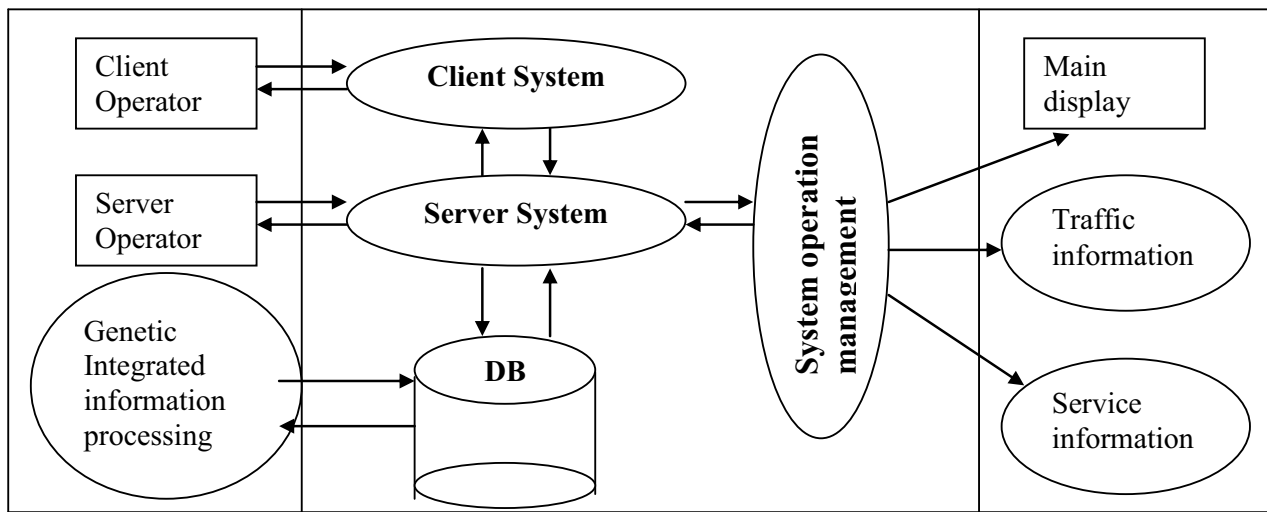 Client
Operator
Client System
Main
display
Server
Operator
Server System
System operation
management
Traffic
information
Genetic
Integrated
information
processing
DB
Service
information